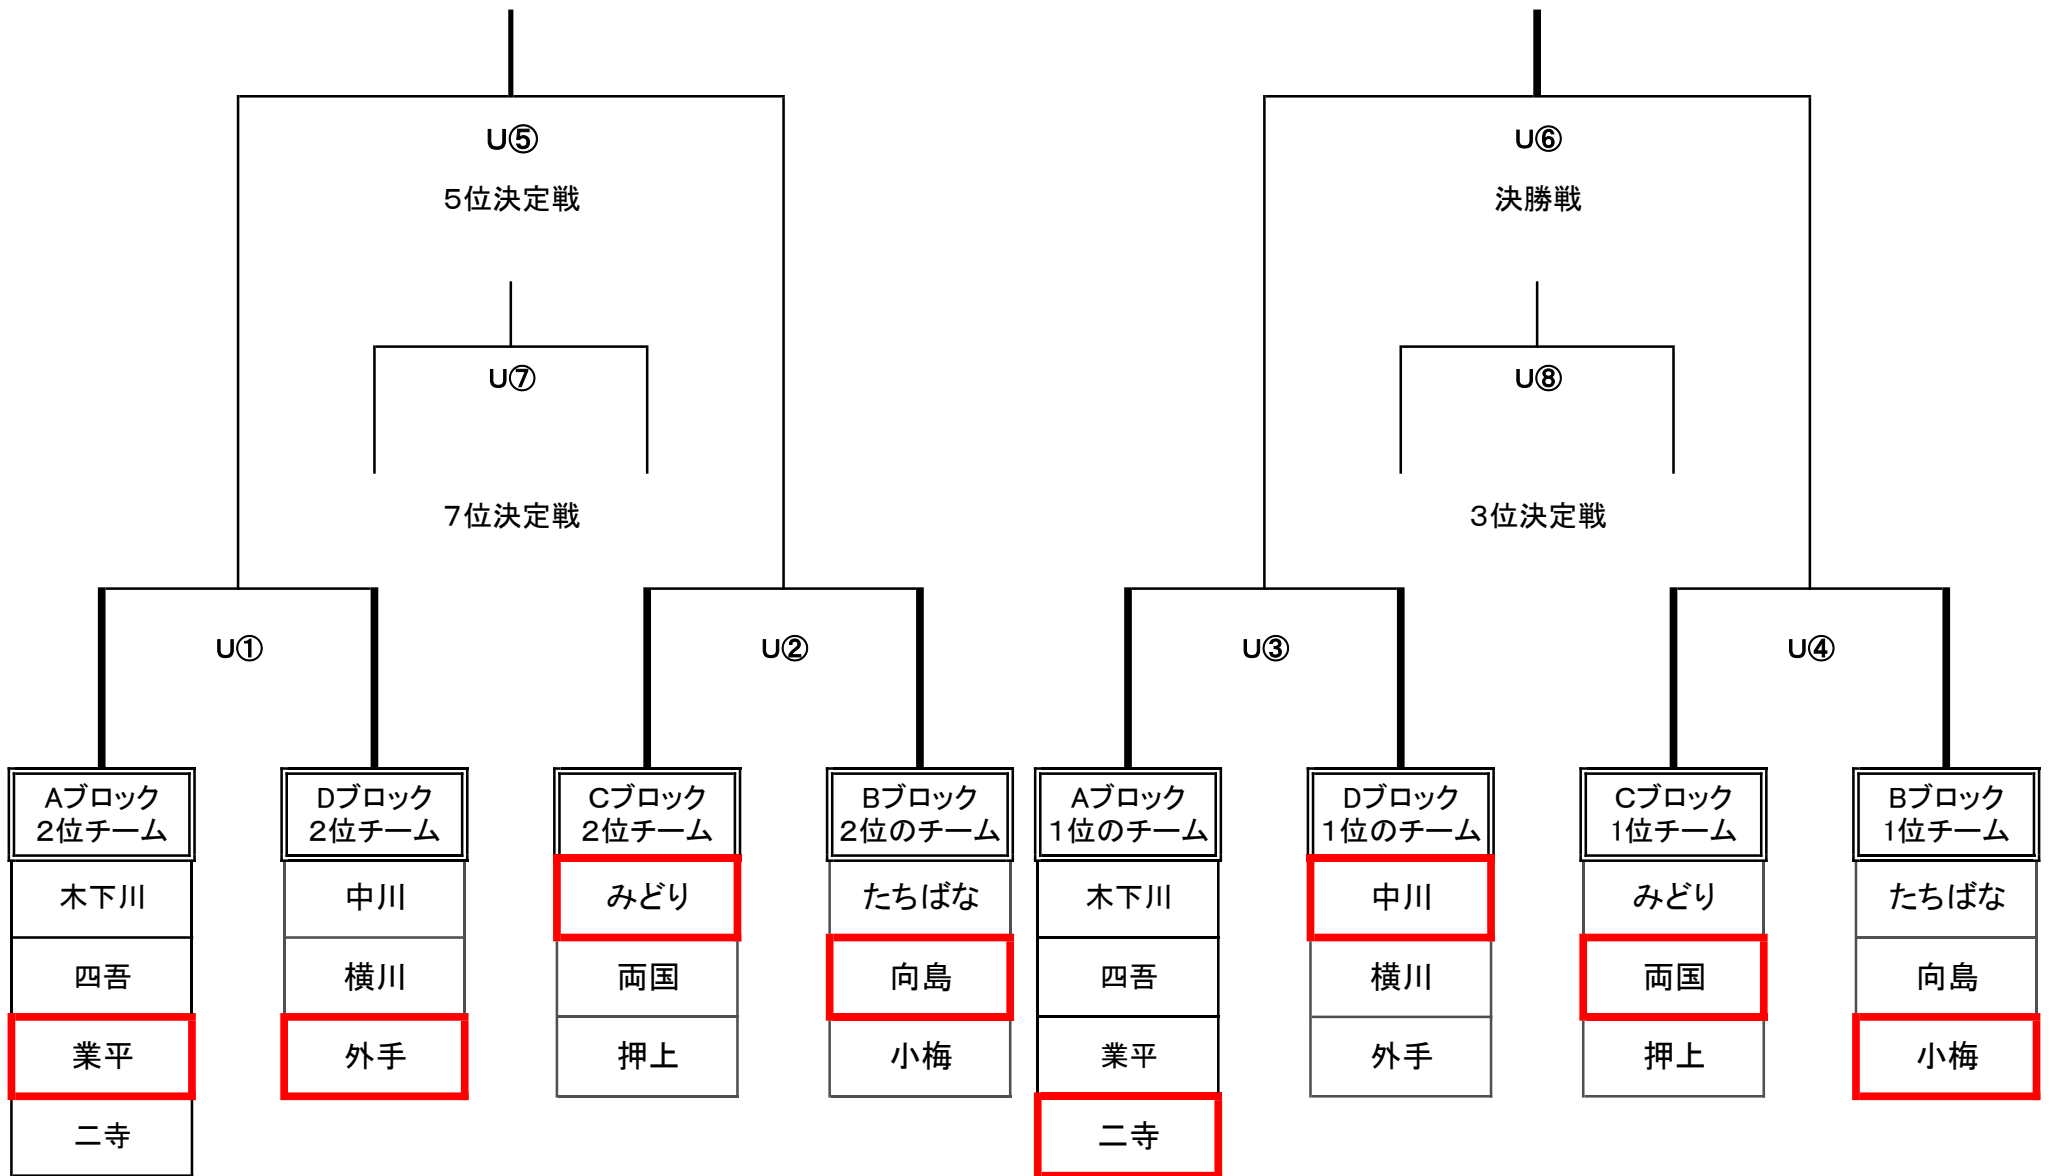 U⑤
U⑥
５位決定戦
決勝戦
U⑦
U⑧
７位決定戦
３位決定戦
U①
U②
U③
U④
Aブロック
２位チーム
Dブロック
２位チーム
Cブロック
２位チーム
Bブロック
２位のチーム
Aブロック
１位のチーム
Dブロック
１位のチーム
Cブロック
1位チーム
Bブロック
1位チーム
木下川
中川
みどり
たちばな
木下川
中川
みどり
たちばな
四吾
横川
両国
向島
四吾
横川
両国
向島
業平
外手
押上
小梅
業平
外手
押上
小梅
二寺
二寺